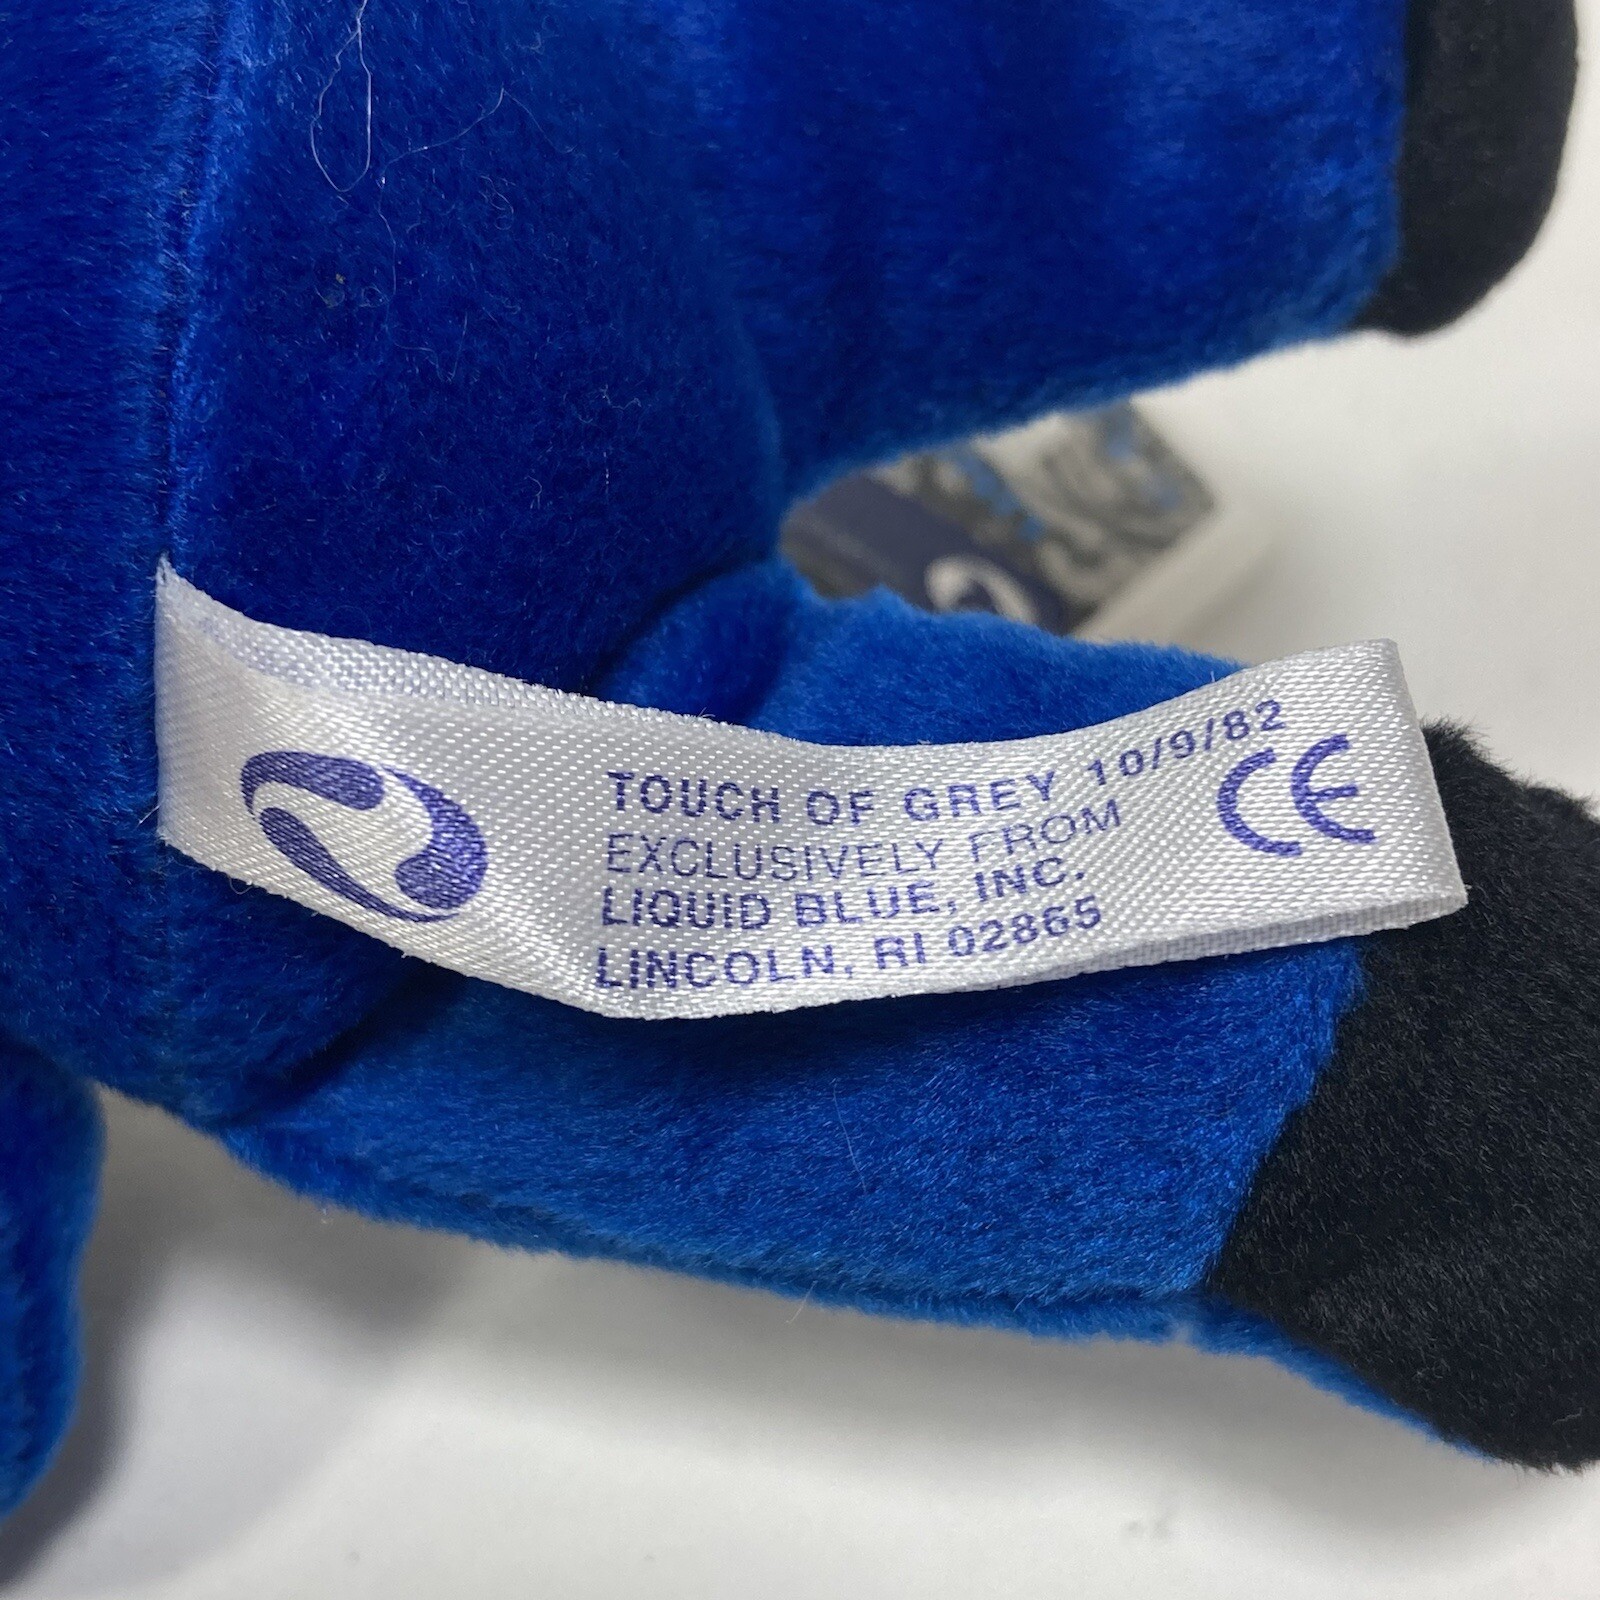 TOUCH OF GREY 10/9/82
EXCLUSIVELY FROM
LIQUID BLUE, INC.
LINCOLN, RI 02865
CE